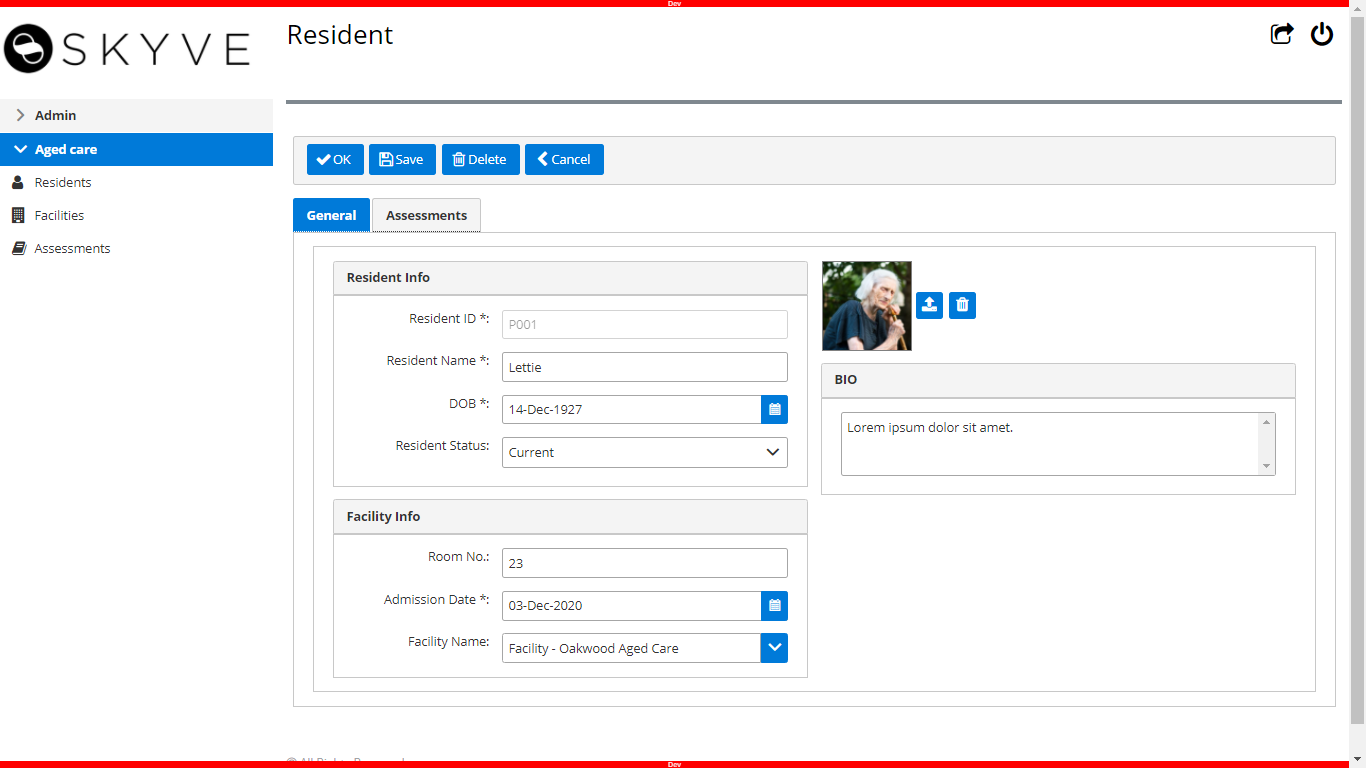 Dev
SKYVE
Resident
Admin
Aged care
Residents
Facilities
Assessments
OK Save Delete Cancel
General Assessments
Resident Info
Resident ID *: P001
Resident Name *: Lettie
DOB *: 14-Dec-1927
Resident Status: Current
Facility Info
Room No.: 23
Admission Date *: 03-Dec-2020
Facility Name: Facility - Oakwood Aged Care
BIO
Lorem ipsum dolor sit amet.
Dev